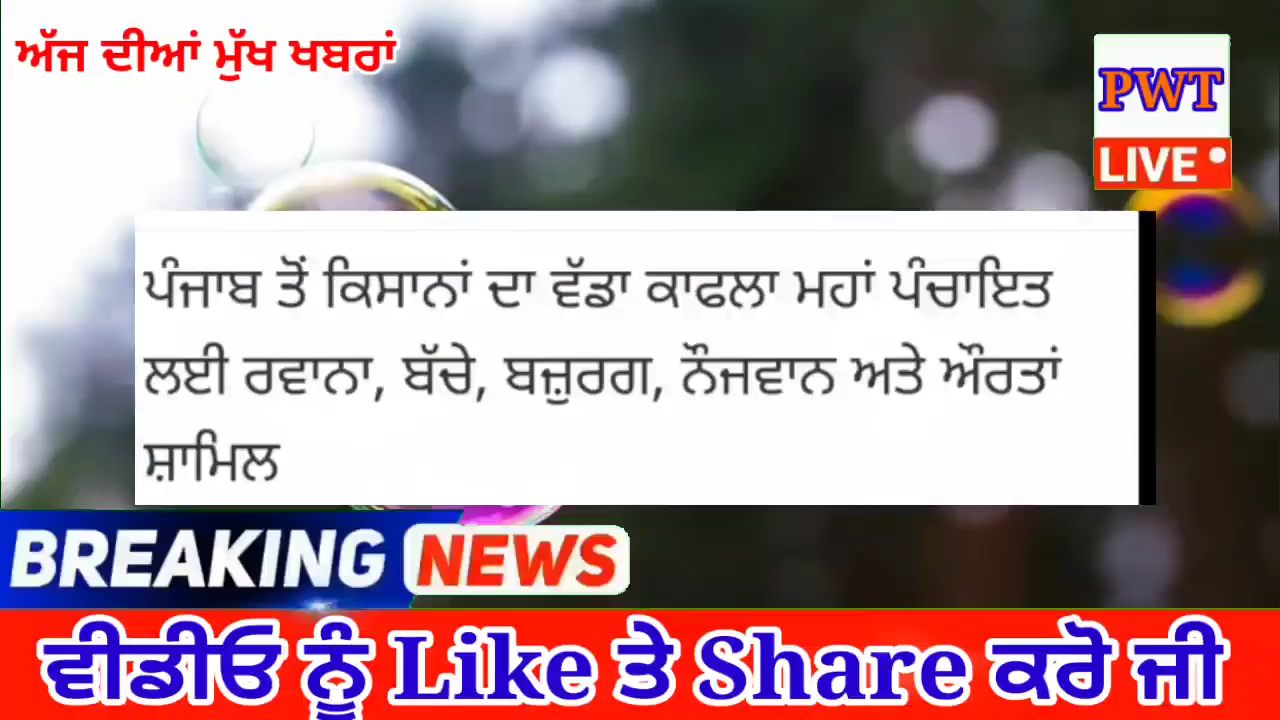 ਅੱਜ ਦੀਆਂ ਮੁੱਖ ਖਬਰਾਂ
PWT
LIVE
ਪੰਜਾਬ ਤੋਂ ਕਿਸਾਨਾਂ ਦਾ ਵੱਡਾ ਕਾਫਲਾ ਮਹਾਂ ਪੰਚਾਇਤ
ਲਈ ਰਵਾਨਾ, ਬੱਚੇ, ਬਜ਼ੁਰਗ, ਨੌਜਵਾਨ ਅਤੇ ਔਰਤਾਂ
ਸ਼ਾਮਿਲ
BREAKING NEWS
ਵੀਡੀਓ ਨੂੰ Like ਤੇ Share ਕਰੋ ਜੀ